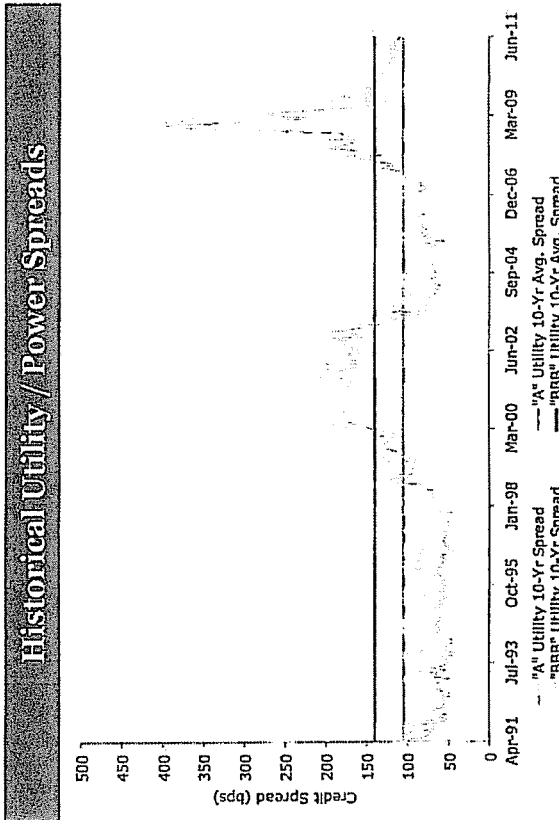 Historical Utility / Power Spreads
Credit Spread (bps)
500
450
400
350
300
250
200
150
100
50
0
Apr-91 Jul-93 Oct-95 Jan-98 Mar-00 Jun-02 Sep-04 Dec-06 Mar-09 Jun-11
"A" Utility 10-Yr Spread "A" Utility 10-Yr Avg. Spread
"BBB" Utility 10-Yr Spread "BBB" Utility 10-Yr Avg. Spread